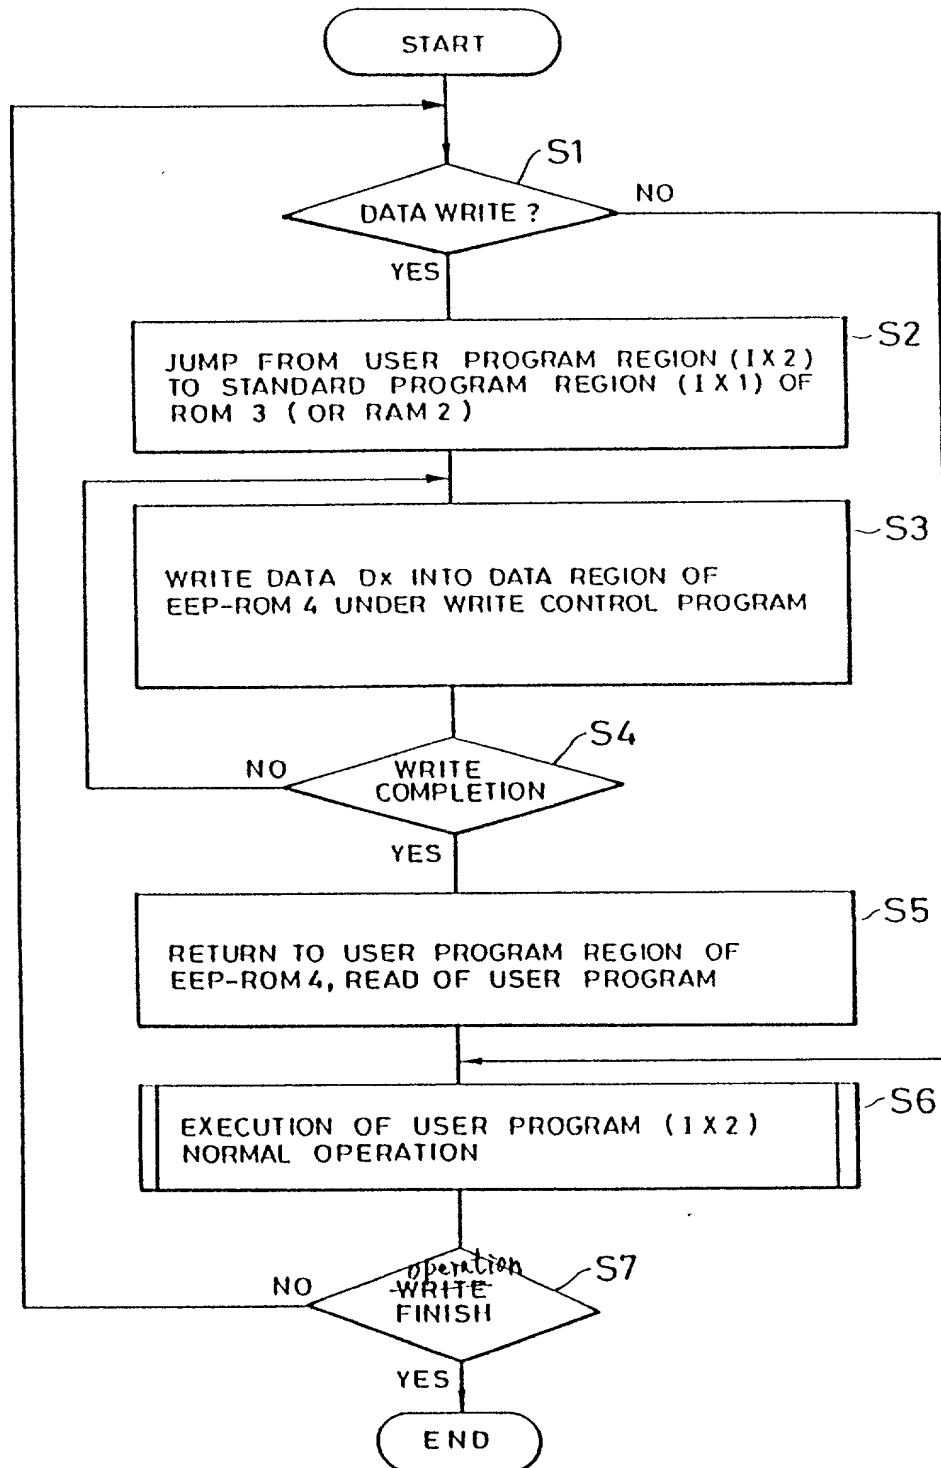 START
S1
DATA WRITE ?
NO
YES
S2
JUMP FROM USER PROGRAM REGION (IX2)
TO STANDARD PROGRAM REGION (IX1) OF
ROM 3 (OR RAM 2)
S3
WRITE DATA Dx INTO DATA REGION OF
EEP-ROM 4 UNDER WRITE CONTROL PROGRAM
S4
NO
WRITE
COMPLETION
YES
S5
RETURN TO USER PROGRAM REGION OF
EEP-ROM 4, READ OF USER PROGRAM
S6
EXECUTION OF USER PROGRAM (IX2)
NORMAL OPERATION
S7
operation
NO
WRITE
FINISH
YES
END